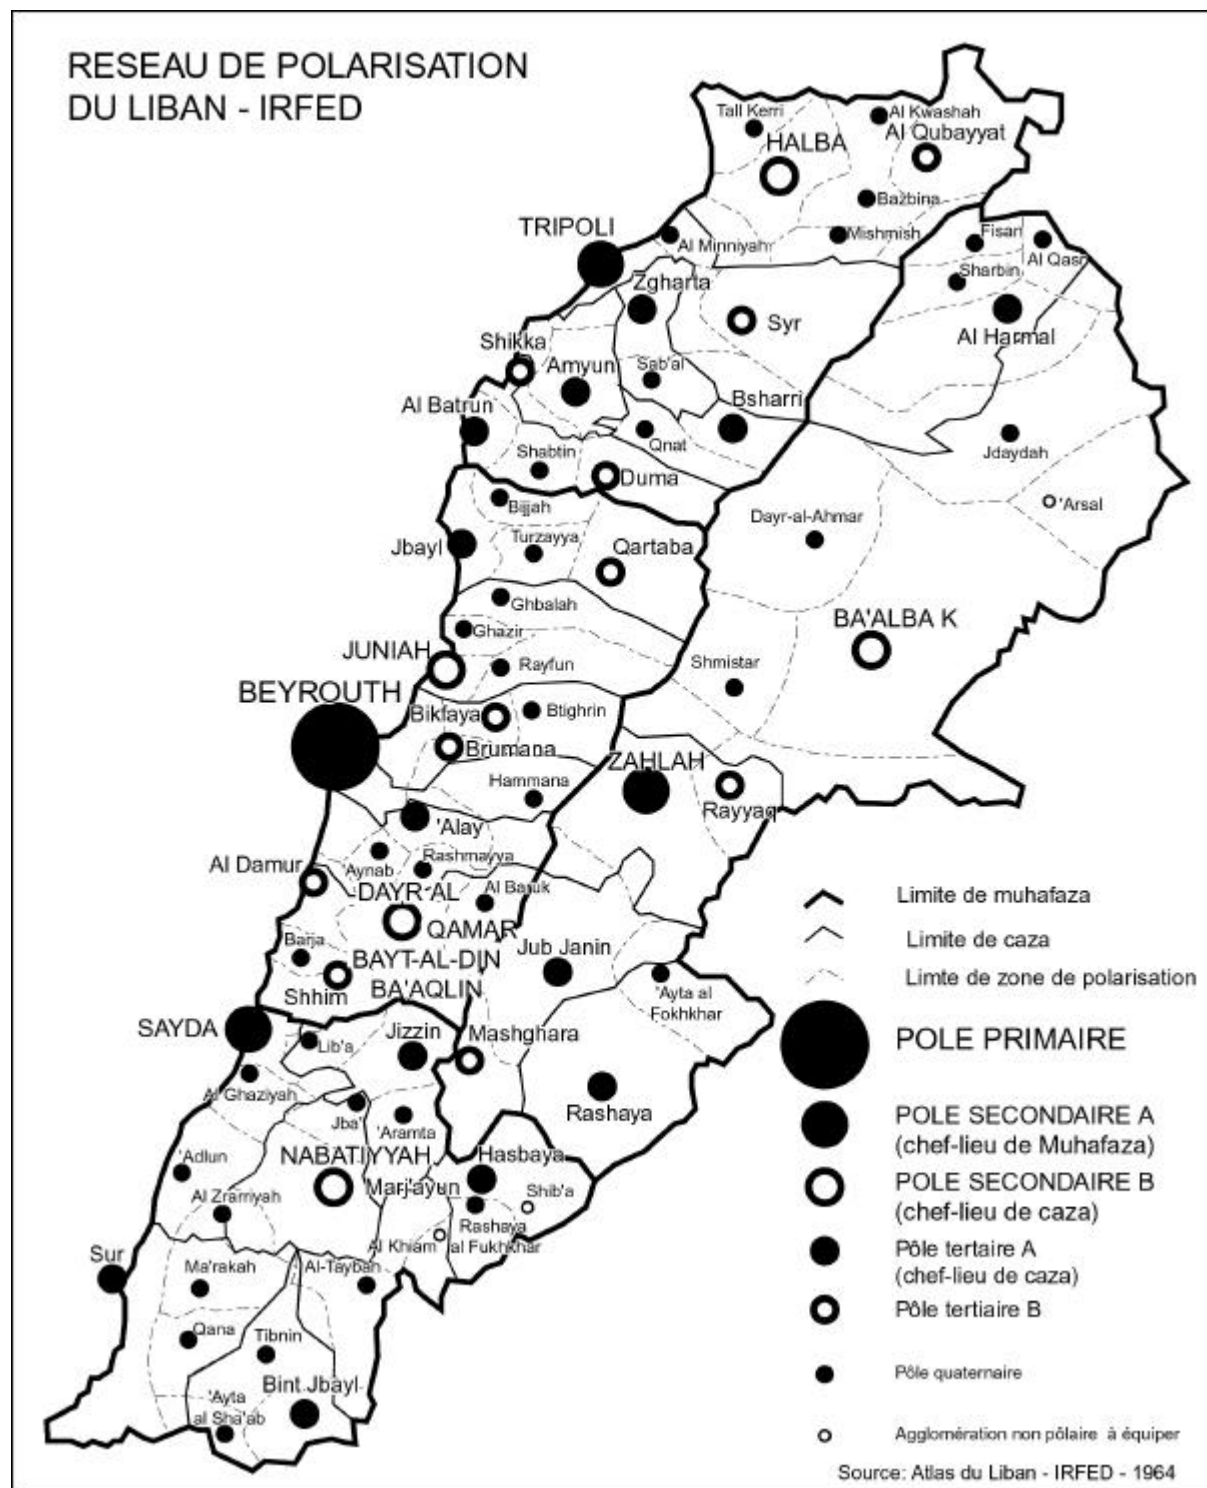 RESEAU DE POLARISATION
DU LIBAN - IRFED
Tall Kerri
Al Kwashah
HALBA
Al Qubayyat
Bazbina
TRIPOLI
Al Minniyah
Mishmish
Fisan
Al Qasr
Sharbin
Zgharta
Syr
Al Harmal
Shikka
Amyun
Sab'al
Bsharri
Al Batrun
Qnat
Jdaydah
Shabtin
Duma
'Arsal
Bijjah
Dayr-al-Ahmar
Jbayl
Turzayya
Qartaba
Ghbalah
BA'ALBA K
Ghazir
JUNIAH
Rayfun
Shmistar
BEYROUTH
Bikfaya
Btighrin
Brumana
ZAHLAH
Hammana
Rayyaq
'Alay
Al Damur
Aynab
Rashmayya
DAYR AL
QAMAR
Al Baruk
Barja
BAYT-AL-DIN
BA'AQLIN
Jub Janin
Shhim
'Ayta al
Fokhkhar
SAYDA
Lib'a
Jizzin
Mashghara
Al Ghaziyah
Jba'
'Aramta
Rashaya
'Adlun
NABATIYYAH
Hasbaya
Marj'ayun
Shib'a
Al Zrarriyah
Rashaya
al Fukhkhar
Al Khiam
Sur
Ma'rakah
Al-Taybah
Qana
Tibnin
'Ayta
al Sha'ab
Bint Jbayl
Limite de muhafaza
Limite de caza
Limte de zone de polarisation
POLE PRIMAIRE
POLE SECONDAIRE A
(chef-lieu de Muhafaza)
POLE SECONDAIRE B
(chef-lieu de caza)
Pôle tertaire A
(chef-lieu de caza)
Pôle tertiaire B
Pôle quaternaire
Agglomération non pôlaire à équiper
Source: Atlas du Liban - IRFED - 1964